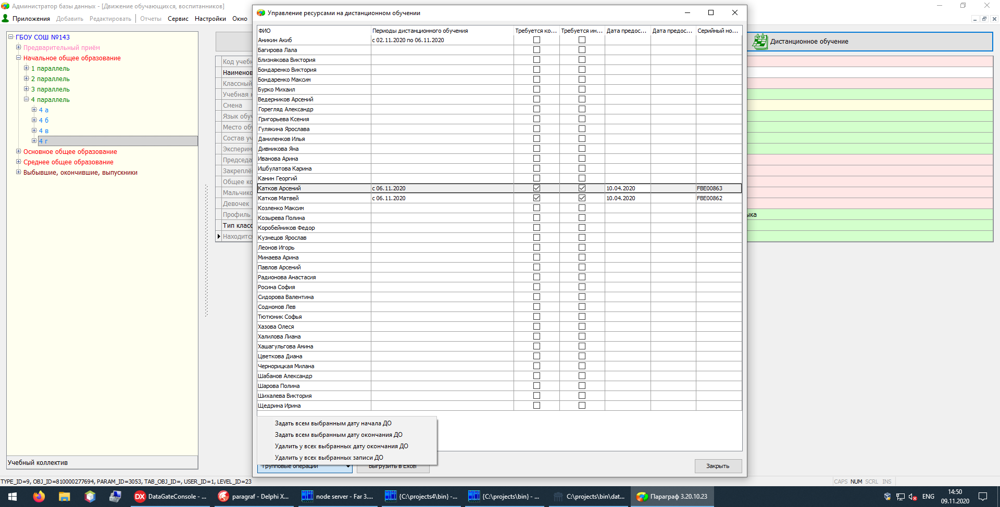 Администратор базы данных - [Движение обучающихся, воспитанников]
Приложения Добавить Редактировать Отчеты Сервис Настройки Окно
ГБОУ СОШ №143
Предварительный приём
Начальное общее образование
1 параллель
2 параллель
3 параллель
4 параллель
4 а
4 б
4 в
4 г
Основное общее образование
Среднее общее образование
Выбывшие, окончившие, выпускники
Учебный коллектив
Код учебн
Наименов
Классный
Учебная н
Смена
Язык обуч
Место обу
Состав уч
Эксперим
Председа
Закреплё
Общее ко
Мальчико
Девочек
Профиль
Тип класс
Находится
Управление ресурсами на дистанционном обучении
ФИО Периоды дистанционного обучения Требуется ко... Требуется ин... Дата предос... Дата предос... Серийный но...
Аникин Акиб с 02.11.2020 по 06.11.2020
Багирова Лала
Близнякова Виктория
Бондаренко Виктория
Бондаренко Максим
Бурко Михаил
Ведерников Арсений
Горегляд Александр
Григорьева Ксения
Гулякина Ярослава
Даниленков Илья
Дивникова Яна
Иванова Арина
Ишбулатова Карина
Канин Георгий
Катков Арсений с 06.11.2020 10.04.2020 FBE00863
Катков Матвей с 06.11.2020 10.04.2020 FBE00862
Козленко Максим
Козырева Полина
Коробейников Федор
Кузнецов Ярослав
Леонов Игорь
Минаева Арина
Павлов Арсений
Радионова Анастасия
Росина София
Сидорова Валентина
Содномов Лев
Тютюник Софья
Хазова Олеся
Халилова Лиана
Хашагульгова Амина
Цветкова Диана
Чернорицкая Милана
Шабанов Александр
Шарова Полина
Шихалева Виктория
Щедрина Ирина
Задать всем выбранным дату начала ДО
Задать всем выбранным дату окончания ДО
Удалить у всех выбранных дату окончания ДО
Удалить у всех выбранных записи ДО
Групповые операции Выгрузить в Excel Закрыть
Дистанционное обучение
ыка
TYPE_ID=9, OBJ_ID=810000277694, PARAM_ID=3053, TAB_OBJ_ID=, USER_ID=1, LEVEL_ID=23
CAPS NUM SCRL INS
DX DataGateConsole - ... paragraf - Delphi X... node server - Far 3.... {C:\projects4\bin} -... {C:\projects\bin} - ... C:\projects\bin\dat... Параграф 3.20.10.23
ENG
14:50
09.11.2020